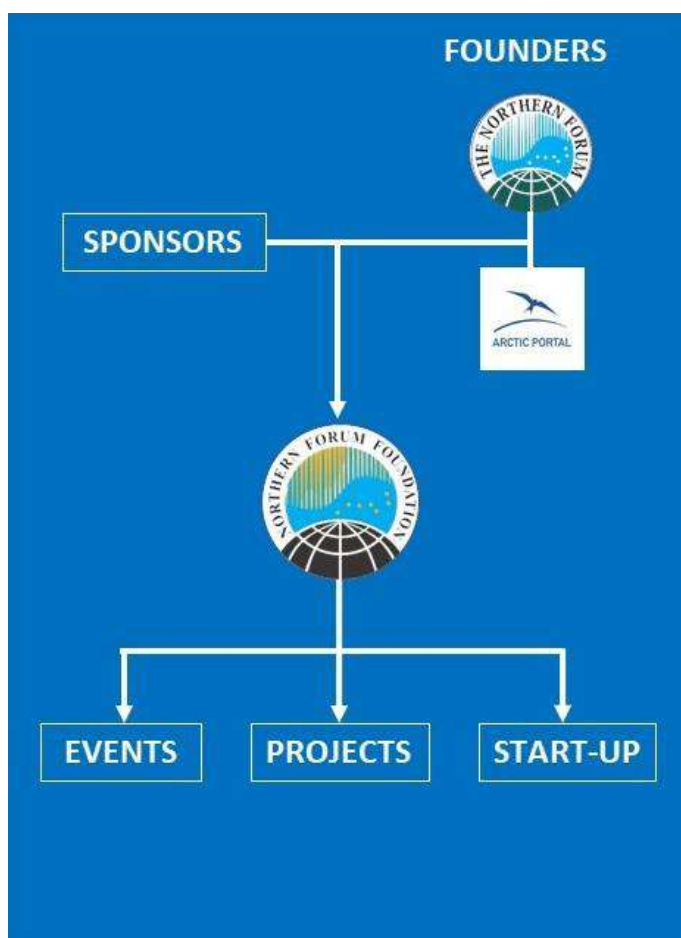 FOUNDERS
THE NORTHERN FORUM
SPONSORS
ARCTIC PORTAL
NORTHERN FORUM FOUNDATION
EVENTS
PROJECTS
START-UP